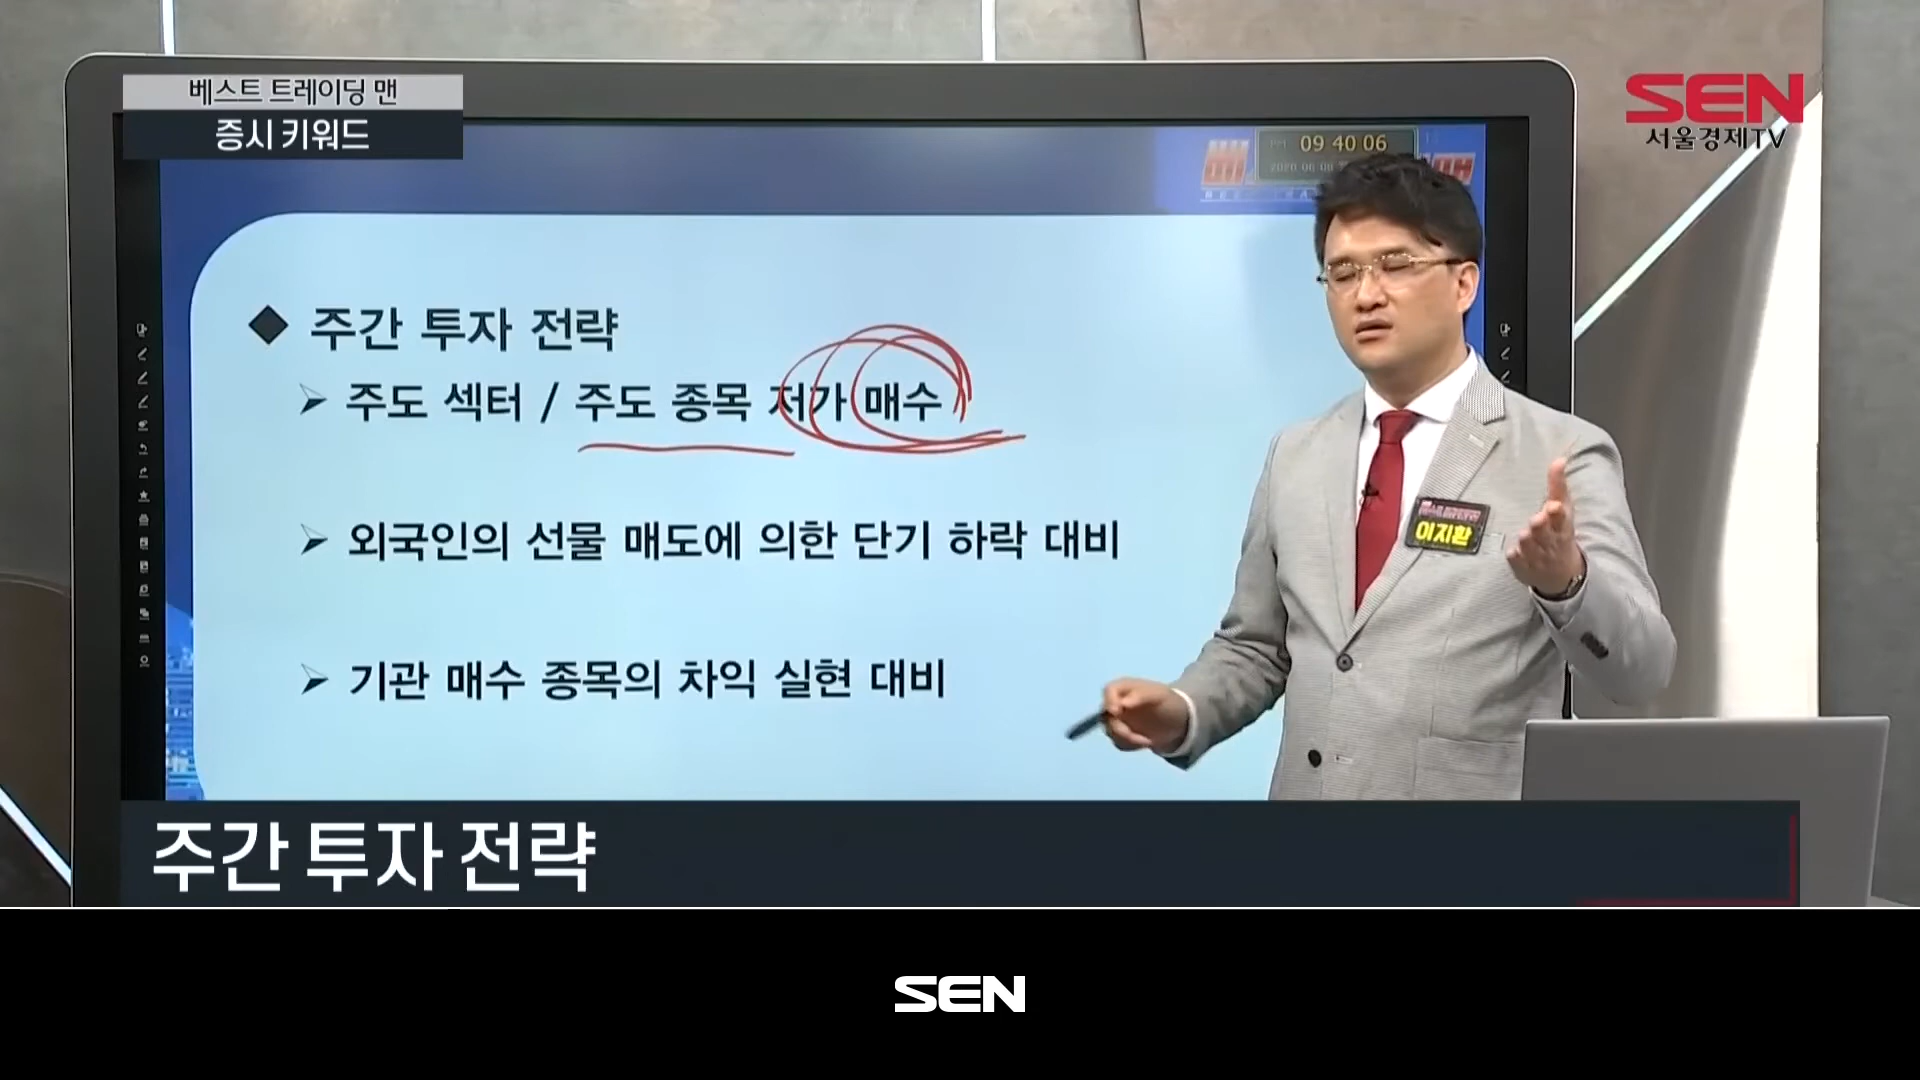 베스트 트레이딩 맨
증시 키워드
SEN
서울경제TV
09 40 06
◆ 주간 투자 전략
➢ 주도 섹터 / 주도 종목 저가 매수
➢ 외국인의 선물 매도에 의한 단기 하락 대비
➢ 기관 매수 종목의 차익 실현 대비
이지환
주간 투자 전략
SEN